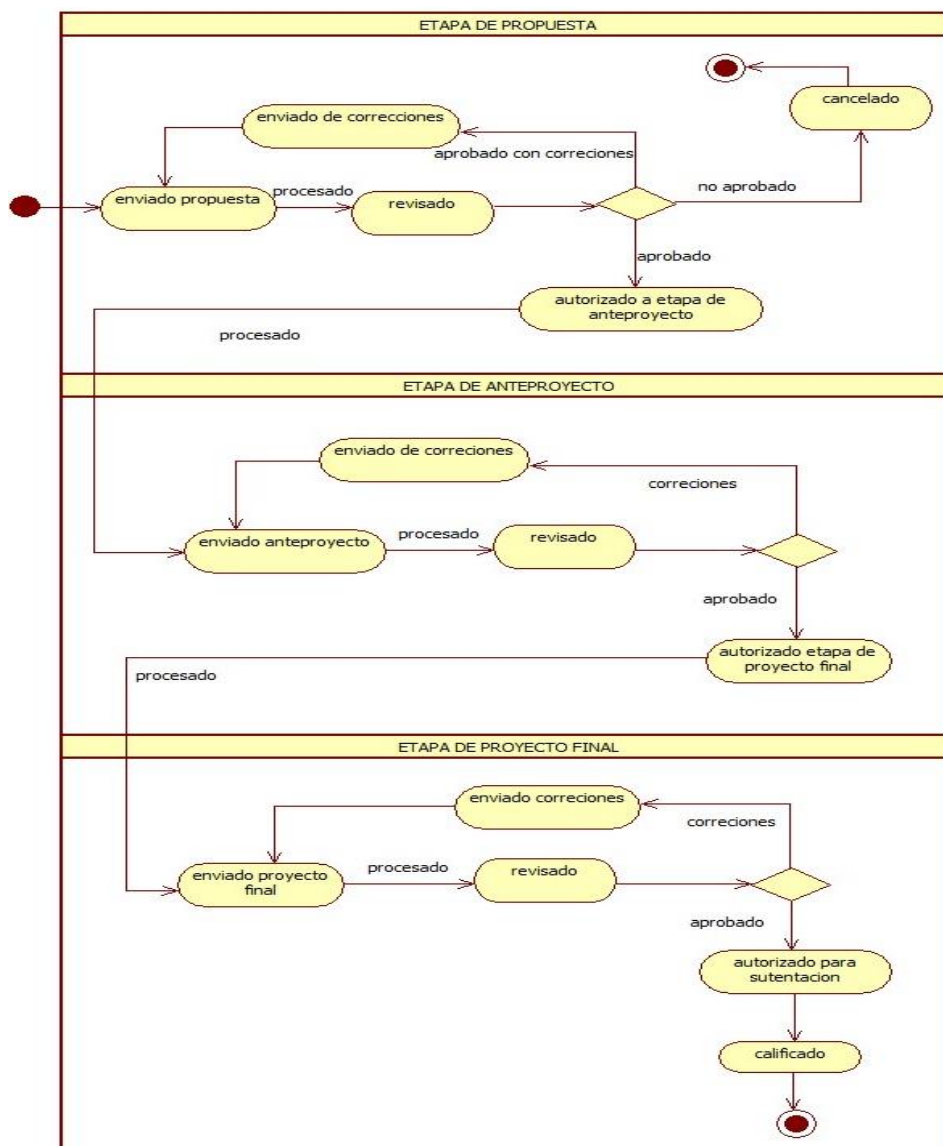 ETAPA DE PROPUESTA
cancelado
enviado de correcciones
aprobado con correciones
enviado propuesta
procesado
revisado
no aprobado
aprobado
autorizado a etapa de
anteproyecto
procesado
ETAPA DE ANTEPROYECTO
enviado de correciones
correciones
enviado anteproyecto
procesado
revisado
aprobado
autorizado etapa de
proyecto final
procesado
ETAPA DE PROYECTO FINAL
enviado correciones
correciones
enviado proyecto
final
procesado
revisado
aprobado
autorizado para
sutentacion
calificado